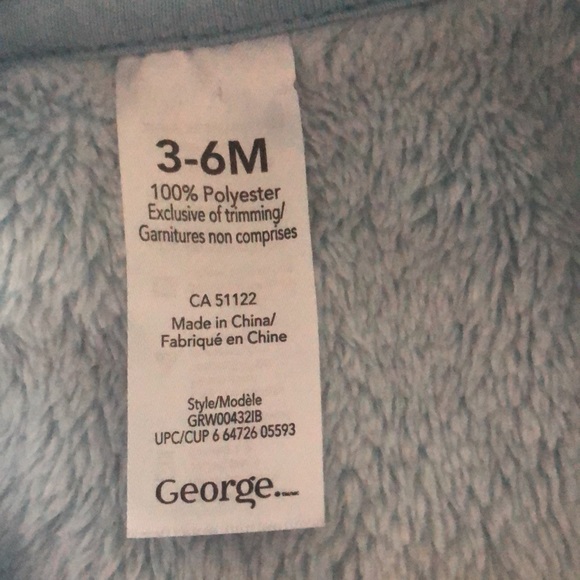 3-6M
100% Polyester
Exclusive of trimming/
Garnitures non comprises
CA 51122
Made in China/
Fabriqué en Chine
Style/Modèle
GRW00432IB
UPC/CUP 6 64726 05593
George.